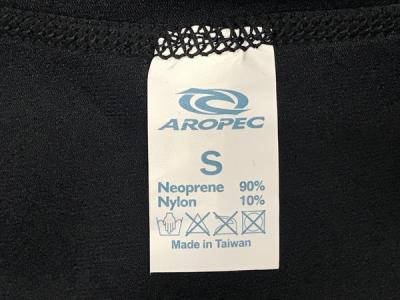 AROPEC
S
Neoprene 90%
Nylon 10%
Made in Taiwan